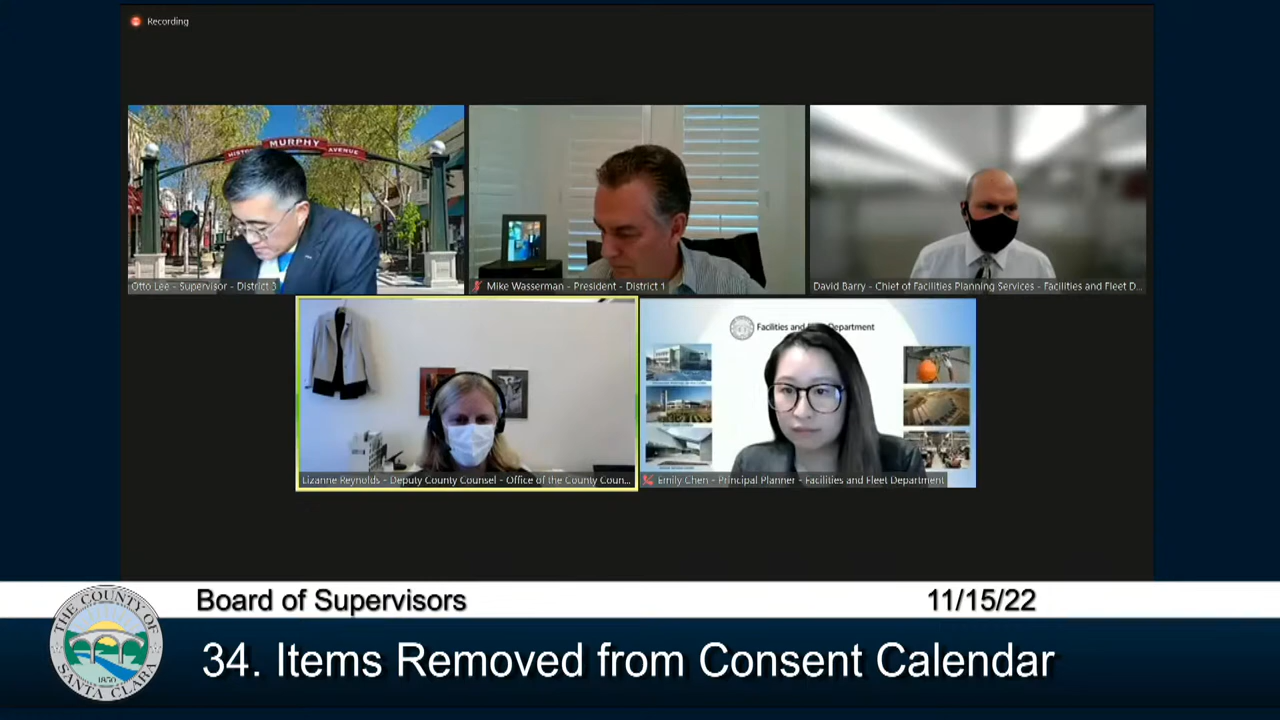 Recording
HISTORIC MURPHY AVENUE
Otto Lee - Supervisor - District 3
Mike Wasserman - President - District 1
David Barry - Chief of Facilities Planning Services - Facilities and Fleet D...
Facilities and Department
Lizanne Reynolds - Deputy County Counsel - Office of the County Coun...
Emily Chen - Principal Planner - Facilities and Fleet Department
Board of Supervisors
11/15/22
THE COUNTY OF SANTA CLARA
1850
34. Items Removed from Consent Calendar